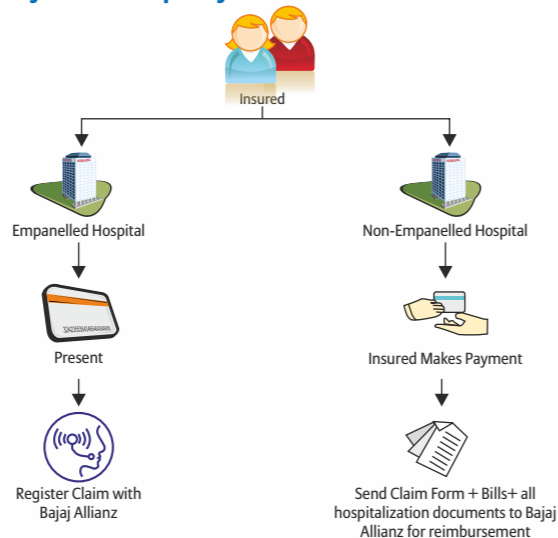 Insured
Empanelled Hospital
Non-Empanelled Hospital
Present
Insured Makes Payment
Register Claim with
Bajaj Allianz
Send Claim Form + Bills+ all
hospitalization documents to Bajaj
Allianz for reimbursement